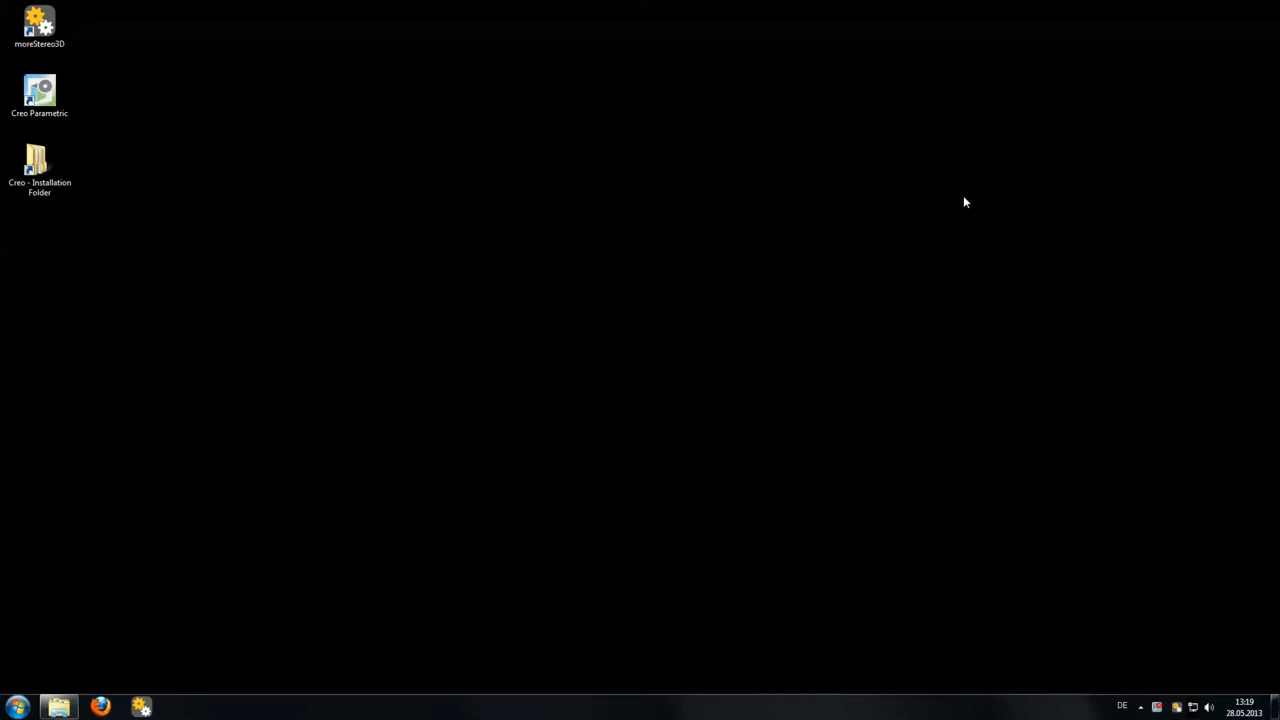 moreStereo3D
Creo Parametric
Creo - Installation
Folder
DE
13:19
28.05.2013